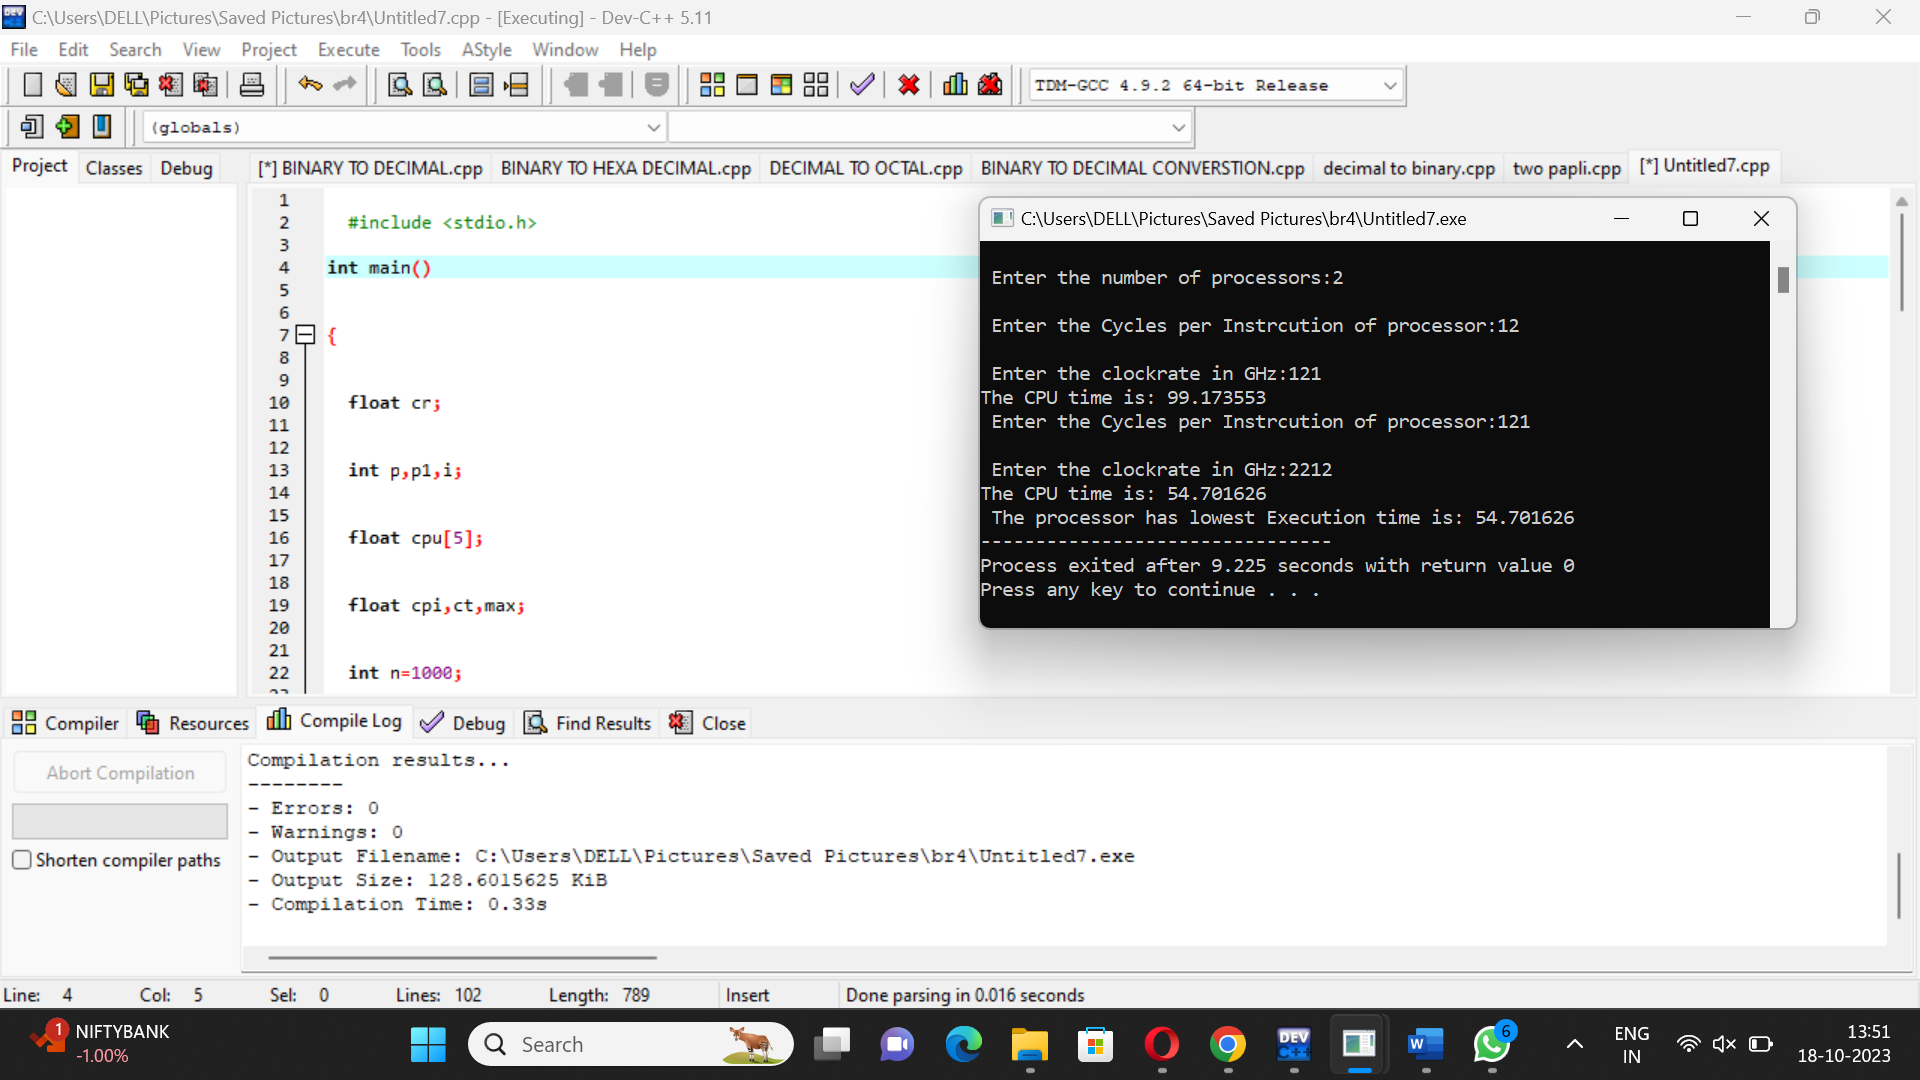 C:\Users\DELL\Pictures\Saved Pictures\br4\Untitled7.cpp - [Executing] - Dev-C++ 5.11
File Edit Search View Project Execute Tools AStyle Window Help
TDM-GCC 4.9.2 64-bit Release
(globals)
Project Classes Debug
[*] BINARY TO DECIMAL.cpp BINARY TO HEXA DECIMAL.cpp DECIMAL TO OCTAL.cpp BINARY TO DECIMAL CONVERSTION.cpp decimal to binary.cpp two papli.cpp [*] Untitled7.cpp
1
2 #include <stdio.h>
3
4 int main()
5
6
7 {
8
9
10 float cr;
11
12
13 int p,p1,i;
14
15
16 float cpu[5];
17
18
19 float cpi,ct,max;
20
21
22 int n=1000;
23
C:\Users\DELL\Pictures\Saved Pictures\br4\Untitled7.exe
Enter the number of processors:2
Enter the Cycles per Instrcution of processor:12
Enter the clockrate in GHz:121
The CPU time is: 99.173553
Enter the Cycles per Instrcution of processor:121
Enter the clockrate in GHz:2212
The CPU time is: 54.701626
The processor has lowest Execution time is: 54.701626
--------------------------------
Process exited after 9.225 seconds with return value 0
Press any key to continue . . .
Compiler Resources Compile Log Debug Find Results Close
Abort Compilation
Shorten compiler paths
Compilation results...
--------
- Errors: 0
- Warnings: 0
- Output Filename: C:\Users\DELL\Pictures\Saved Pictures\br4\Untitled7.exe
- Output Size: 128.6015625 KiB
- Compilation Time: 0.33s
Line: 4 Col: 5 Sel: 0 Lines: 102 Length: 789 Insert Done parsing in 0.016 seconds
1 NIFTYBANK
-1.00%
Search
DEV C++
W
6
ENG
IN
13:51
18-10-2023